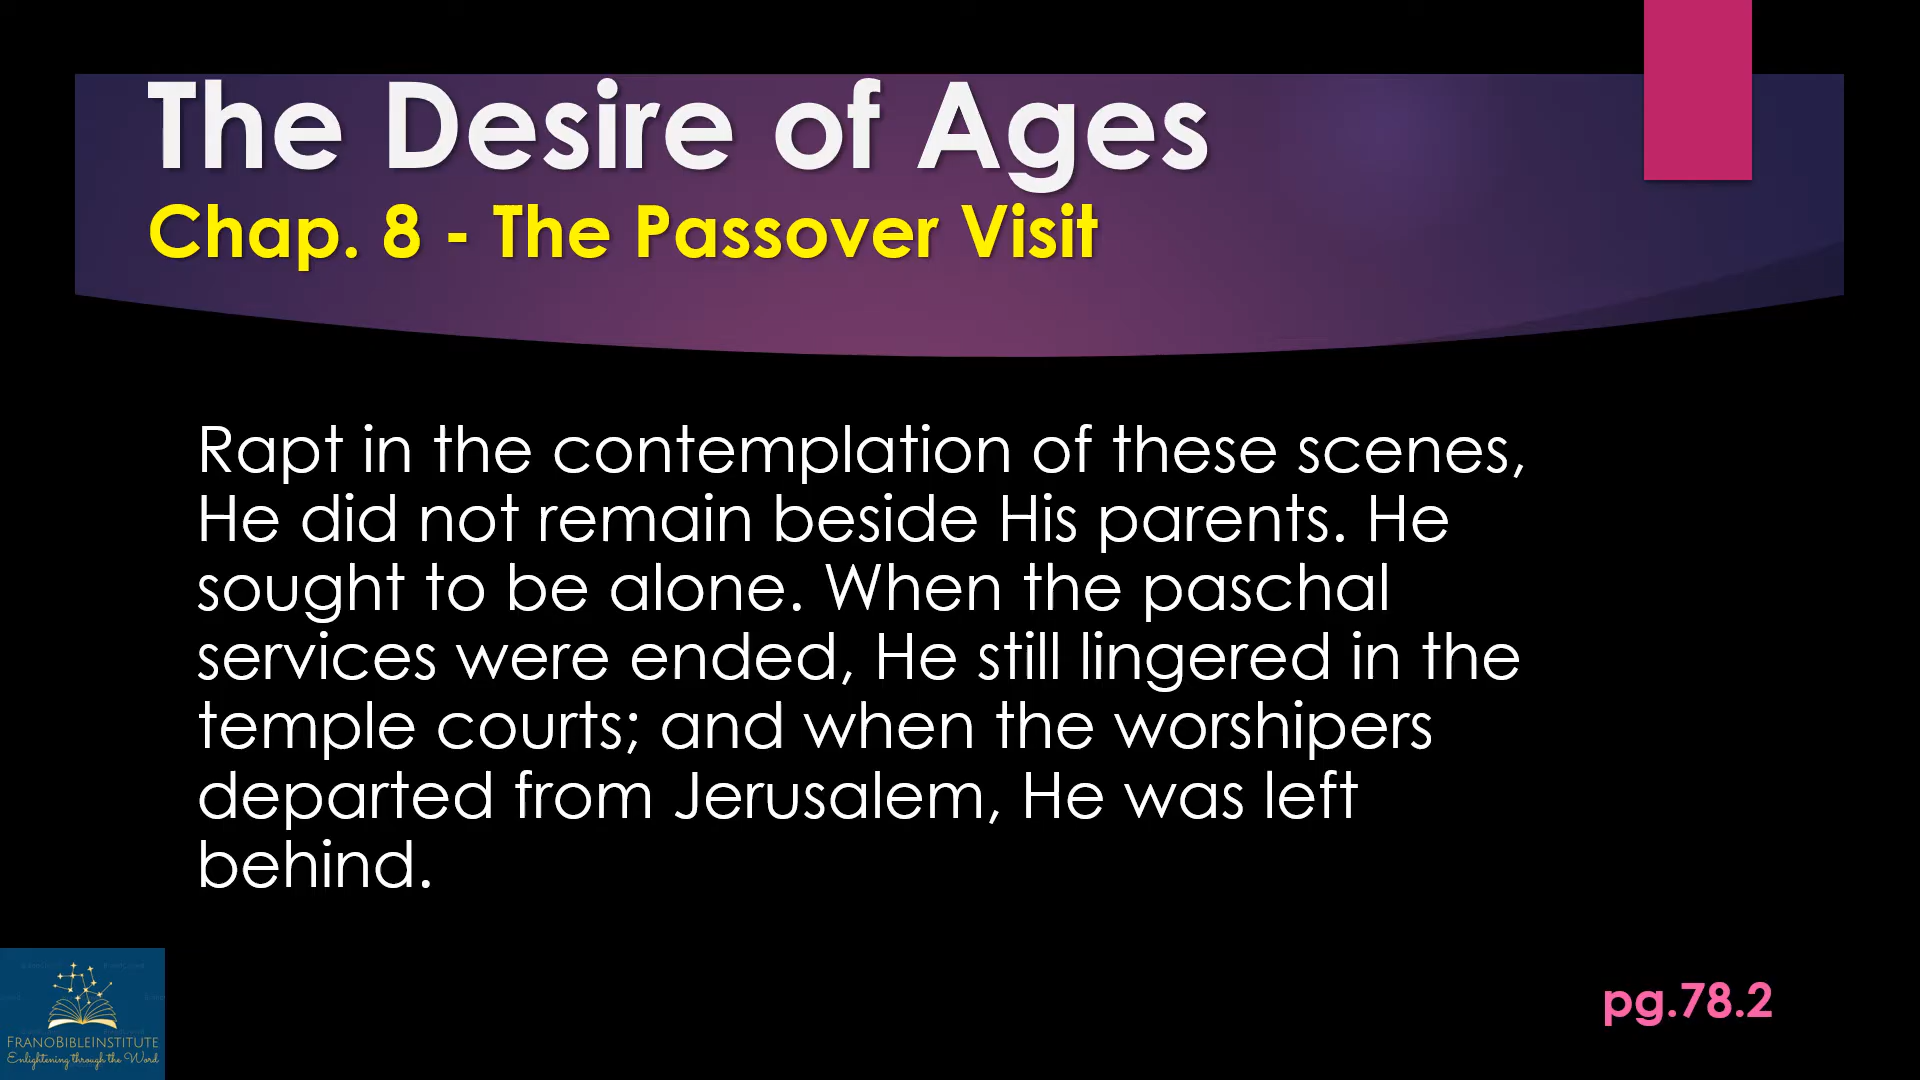 The Desire of Ages
Chap. 8 - The Passover Visit
Rapt in the contemplation of these scenes,
He did not remain beside His parents. He
sought to be alone. When the paschal
services were ended, He still lingered in the
temple courts; and when the worshipers
departed from Jerusalem, He was left
behind.
pg.78.2
FRANOBIBLEINSTITUTE
Enlightening through the Word